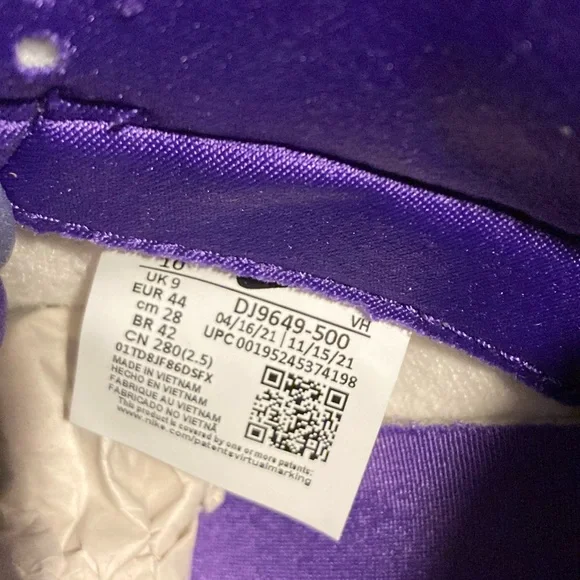 10
UK 9
EUR 44
cm 28
BR 42
CN 280(2.5)
01TD8JF86DSFX
MADE IN VIETNAM
HECHO EN VIETNAM
FABRIQUE AU VIETNAM
FABRICADO NO VIETNÃ
This product is covered by one or more patents:
www.nike.com/patentsvirtualmarking
VH
DJ9649-500
04/16/21 | 11/15/21
UPC 00195245374198